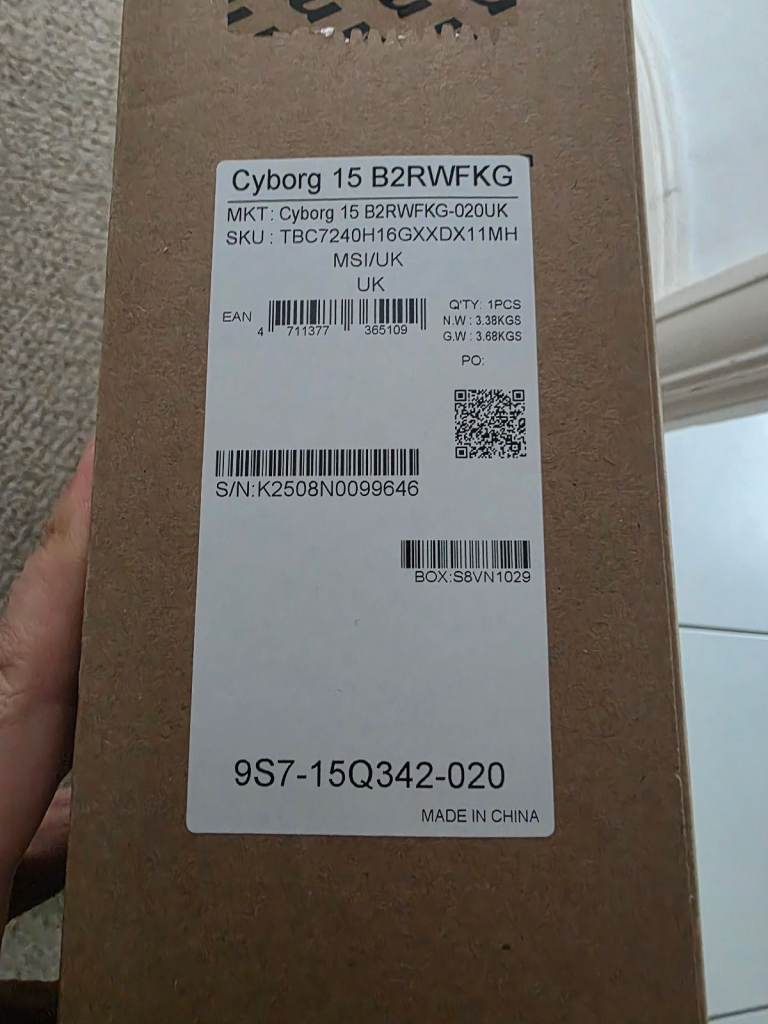 Cyborg 15 B2RWFKG
MKT: Cyborg 15 B2RWFKG-020UK
SKU : TBC7240H16GXXDX11MH
MSI/UK
UK
EAN
4 711377 365109
Q'TY: 1PCS
N.W : 3.38KGS
G.W : 3.68KGS
PO:
S/N:K2508N0099646
BOX:S8VN1029
9S7-15Q342-020
MADE IN CHINA